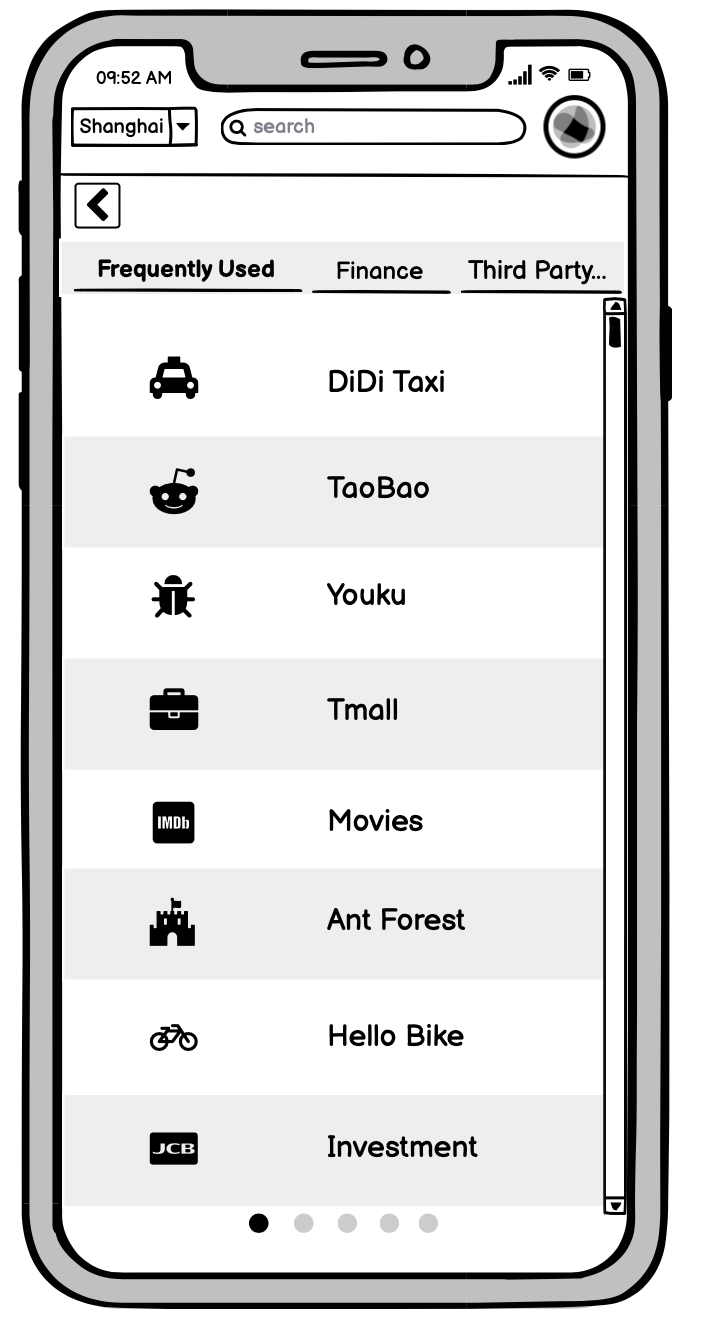 09:52 AM
Shanghai
search
Frequently Used Finance Third Party...
DiDi Taxi
TaoBao
Youku
Tmall
IMDb Movies
Ant Forest
Hello Bike
JCB Investment